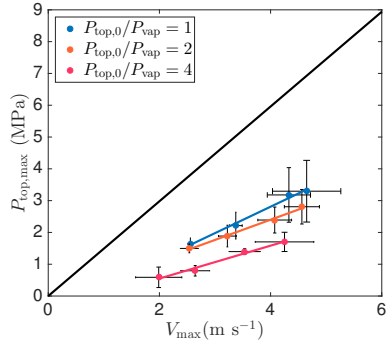 P_top,0/P_vap = 1
P_top,0/P_vap = 2
P_top,0/P_vap = 4
P_top,max (MPa)
9
8
7
6
5
4
3
2
1
0
0 2 4 6
V_max(m s⁻¹)